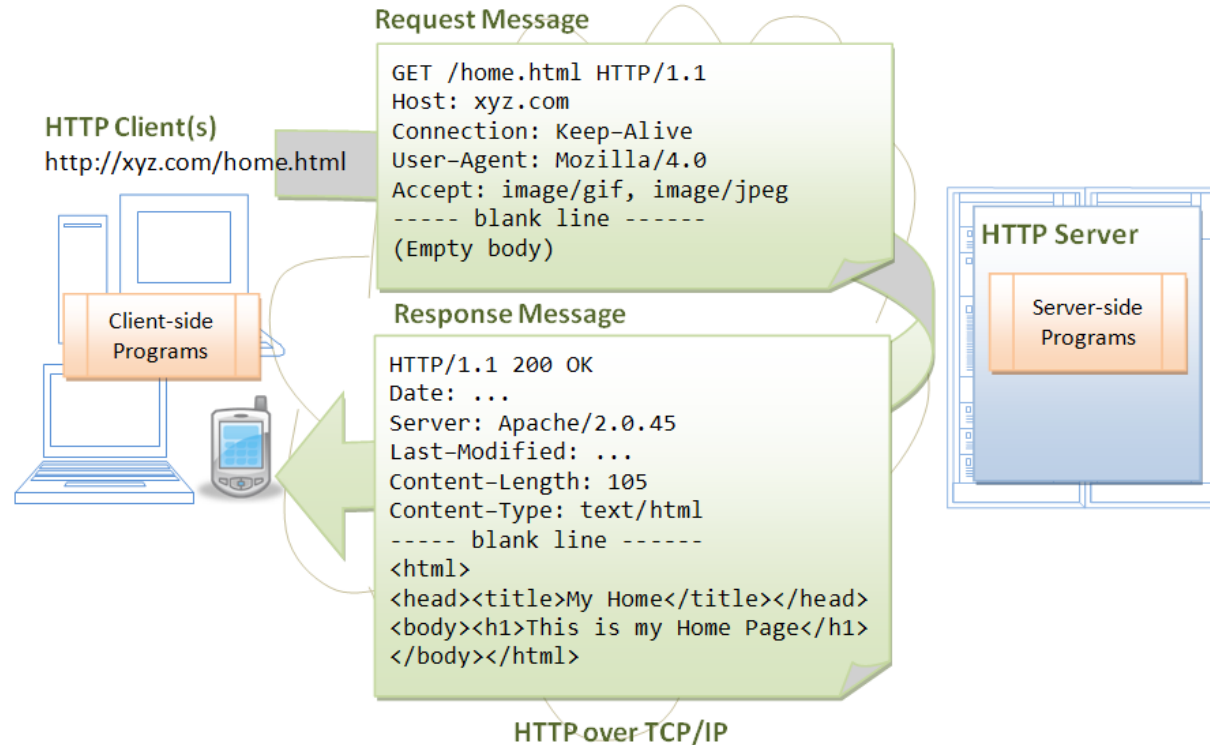 Request Message
GET /home.html HTTP/1.1
Host: xyz.com
Connection: Keep–Alive
User–Agent: Mozilla/4.0
Accept: image/gif, image/jpeg
----- blank line ------
(Empty body)
HTTP Client(s)
http://xyz.com/home.html
Client-side
Programs
HTTP Server
Server-side
Programs
Response Message
HTTP/1.1 200 OK
Date: ...
Server: Apache/2.0.45
Last–Modified: ...
Content–Length: 105
Content–Type: text/html
----- blank line ------
<html>
<head><title>My Home</title></head>
<body><h1>This is my Home Page</h1>
</body></html>
HTTP over TCP/IP